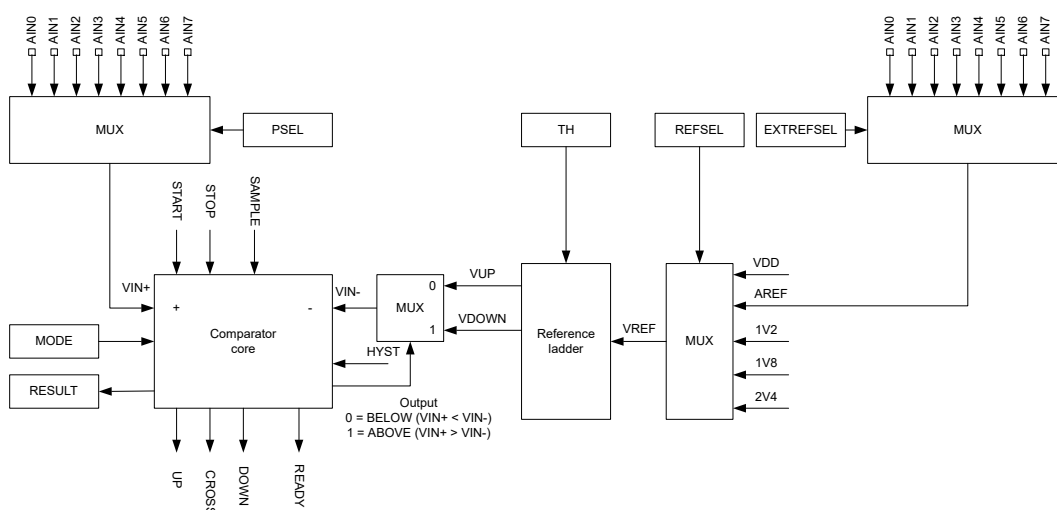 AIN0 AIN1 AIN2 AIN3 AIN4 AIN5 AIN6 AIN7
AIN0 AIN1 AIN2 AIN3 AIN4 AIN5 AIN6 AIN7
MUX
PSEL
TH
REFSEL
EXTREFSEL
MUX
START
STOP
SAMPLE
VIN+
+
Comparator
core
-
VIN-
MUX
0
1
VUP
VDOWN
HYST
Reference
ladder
VREF
MUX
VDD
AREF
1V2
1V8
2V4
MODE
RESULT
Output
0 = BELOW (VIN+ < VIN-)
1 = ABOVE (VIN+ > VIN-)
UP
CROSS
DOWN
READY